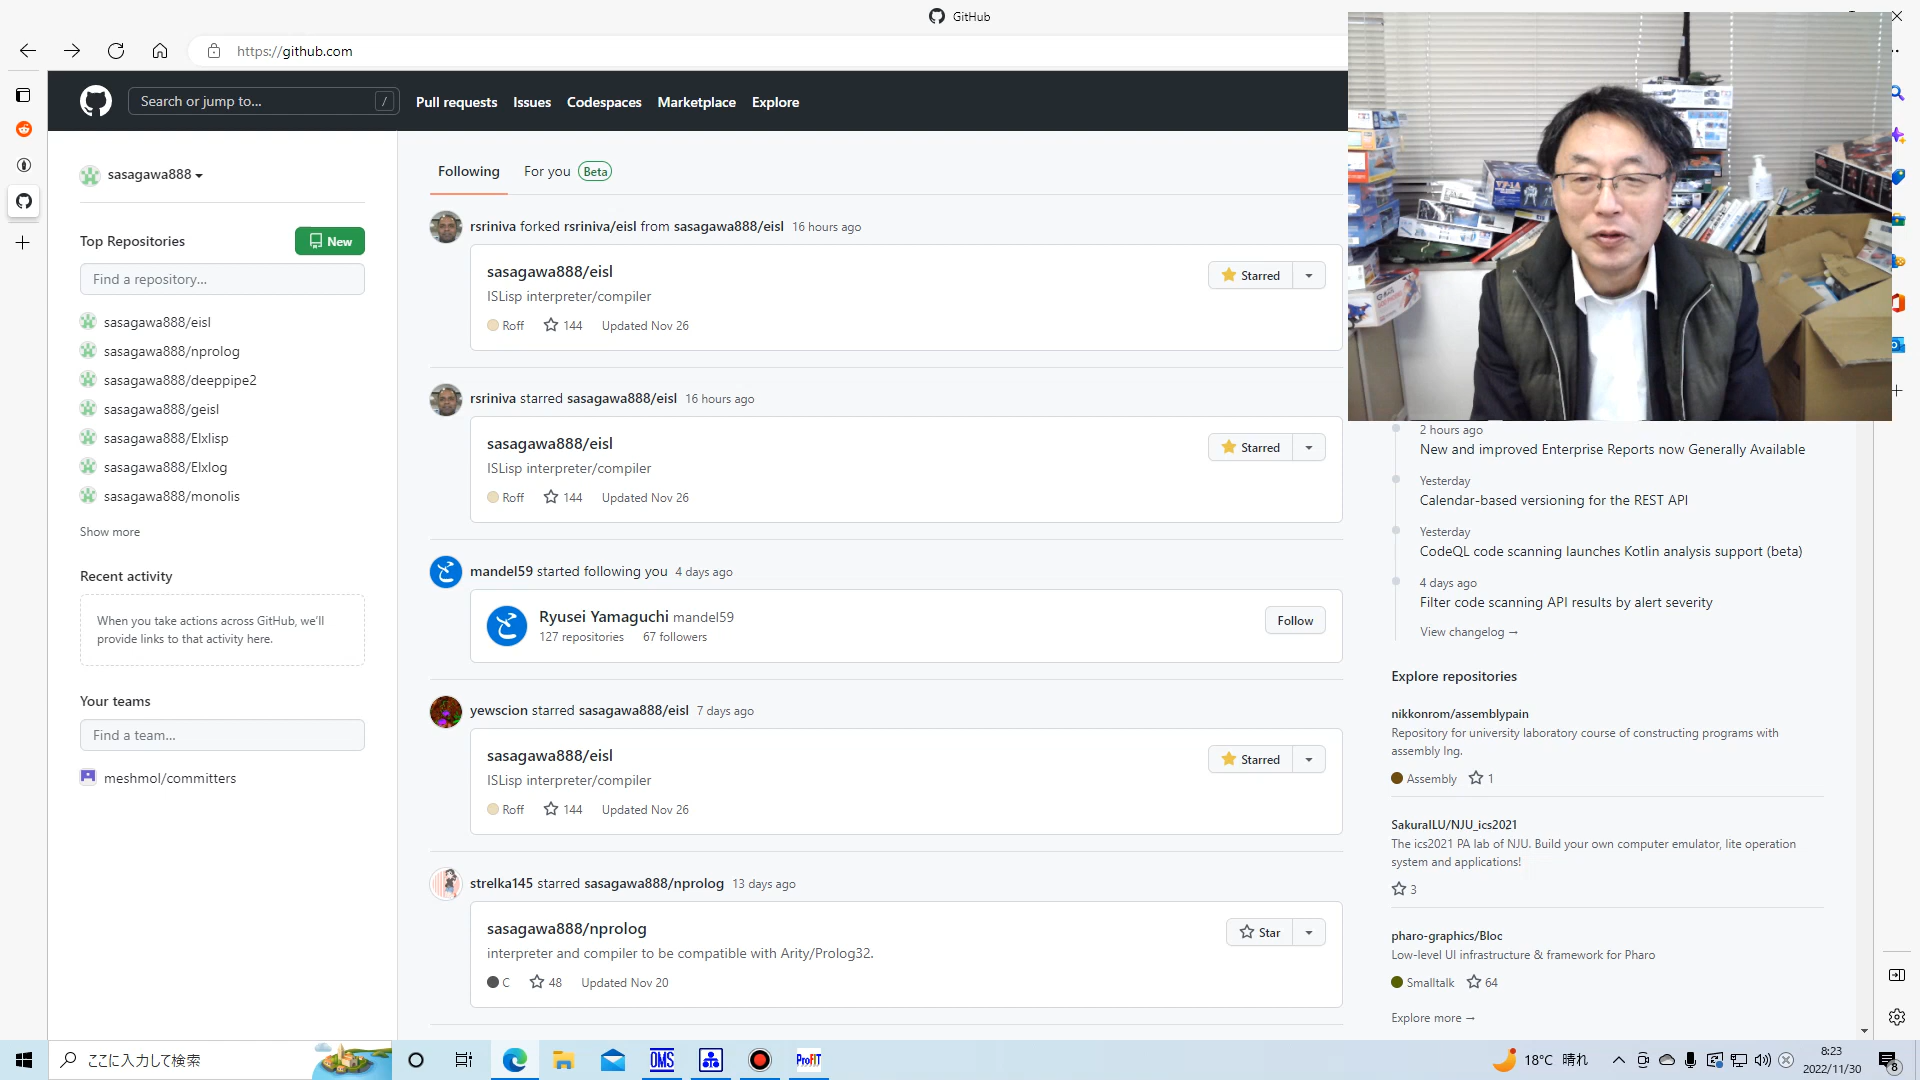 GitHub
https://github.com
Search or jump to...
/
Pull requests
Issues
Codespaces
Marketplace
Explore
sasagawa888
Top Repositories
New
Find a repository...
sasagawa888/eisl
sasagawa888/nprolog
sasagawa888/deeppipe2
sasagawa888/geisl
sasagawa888/Elxlisp
sasagawa888/Elxlog
sasagawa888/monolis
Show more
Recent activity
When you take actions across GitHub, we'll
provide links to that activity here.
Your teams
Find a team...
meshmol/committers
Following
For you Beta
rsriniva forked rsriniva/eisl from sasagawa888/eisl 16 hours ago
sasagawa888/eisl
Starred
ISLisp interpreter/compiler
Roff 144 Updated Nov 26
rsriniva starred sasagawa888/eisl 16 hours ago
sasagawa888/eisl
Starred
ISLisp interpreter/compiler
Roff 144 Updated Nov 26
mandel59 started following you 4 days ago
Ryusei Yamaguchi mandel59
127 repositories 67 followers
Follow
yewscion starred sasagawa888/eisl 7 days ago
sasagawa888/eisl
Starred
ISLisp interpreter/compiler
Roff 144 Updated Nov 26
strelka145 starred sasagawa888/nprolog 13 days ago
sasagawa888/nprolog
Star
interpreter and compiler to be compatible with Arity/Prolog32.
C 48 Updated Nov 20
2 hours ago
New and improved Enterprise Reports now Generally Available
Yesterday
Calendar-based versioning for the REST API
Yesterday
CodeQL code scanning launches Kotlin analysis support (beta)
4 days ago
Filter code scanning API results by alert severity
View changelog →
Explore repositories
nikkonrom/assemblypain
Repository for university laboratory course of constructing programs with
assembly lng.
Assembly 1
SakuraILU/NJU_ics2021
The ics2021 PA lab of NJU. Build your own computer emulator, lite operation
system and applications!
3
pharo-graphics/Bloc
Low-level UI infrastructure & framework for Pharo
Smalltalk 64
Explore more →
ここに入力して検索
OMS
ProFIT
18°C 晴れ
8:23
2022/11/30
8